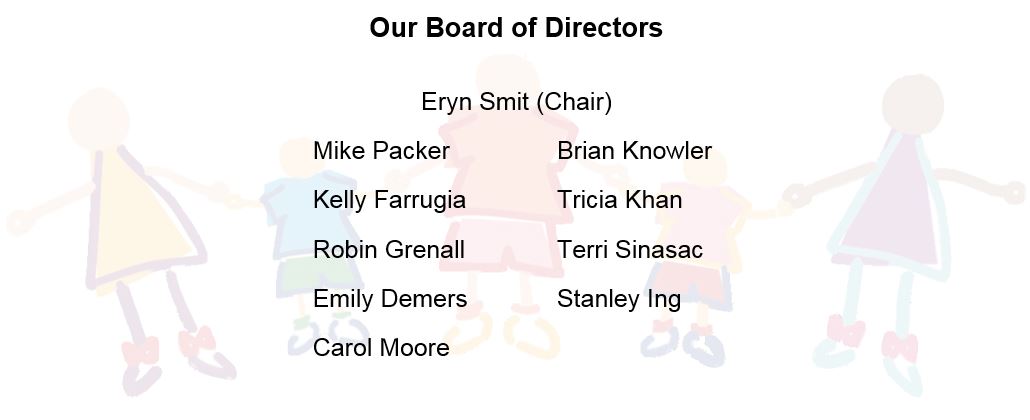 Our Board of Directors
Eryn Smit (Chair)
Mike Packer Brian Knowler
Kelly Farrugia Tricia Khan
Robin Grenall Terri Sinasac
Emily Demers Stanley Ing
Carol Moore